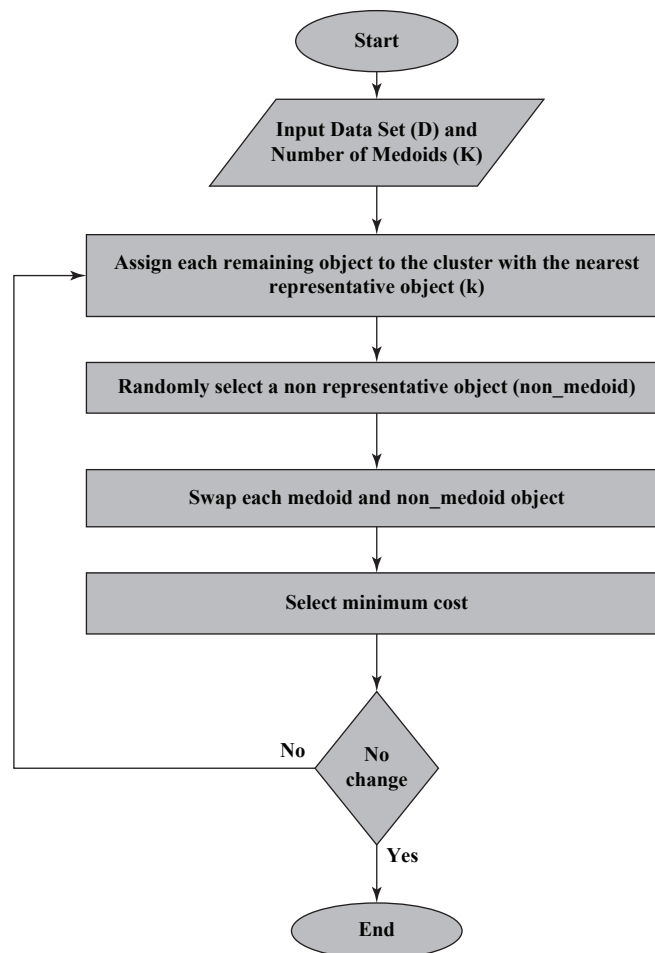 Start
Input Data Set (D) and
Number of Medoids (K)
Assign each remaining object to the cluster with the nearest
representative object (k)
Randomly select a non representative object (non_medoid)
Swap each medoid and non_medoid object
Select minimum cost
No
No
change
Yes
End